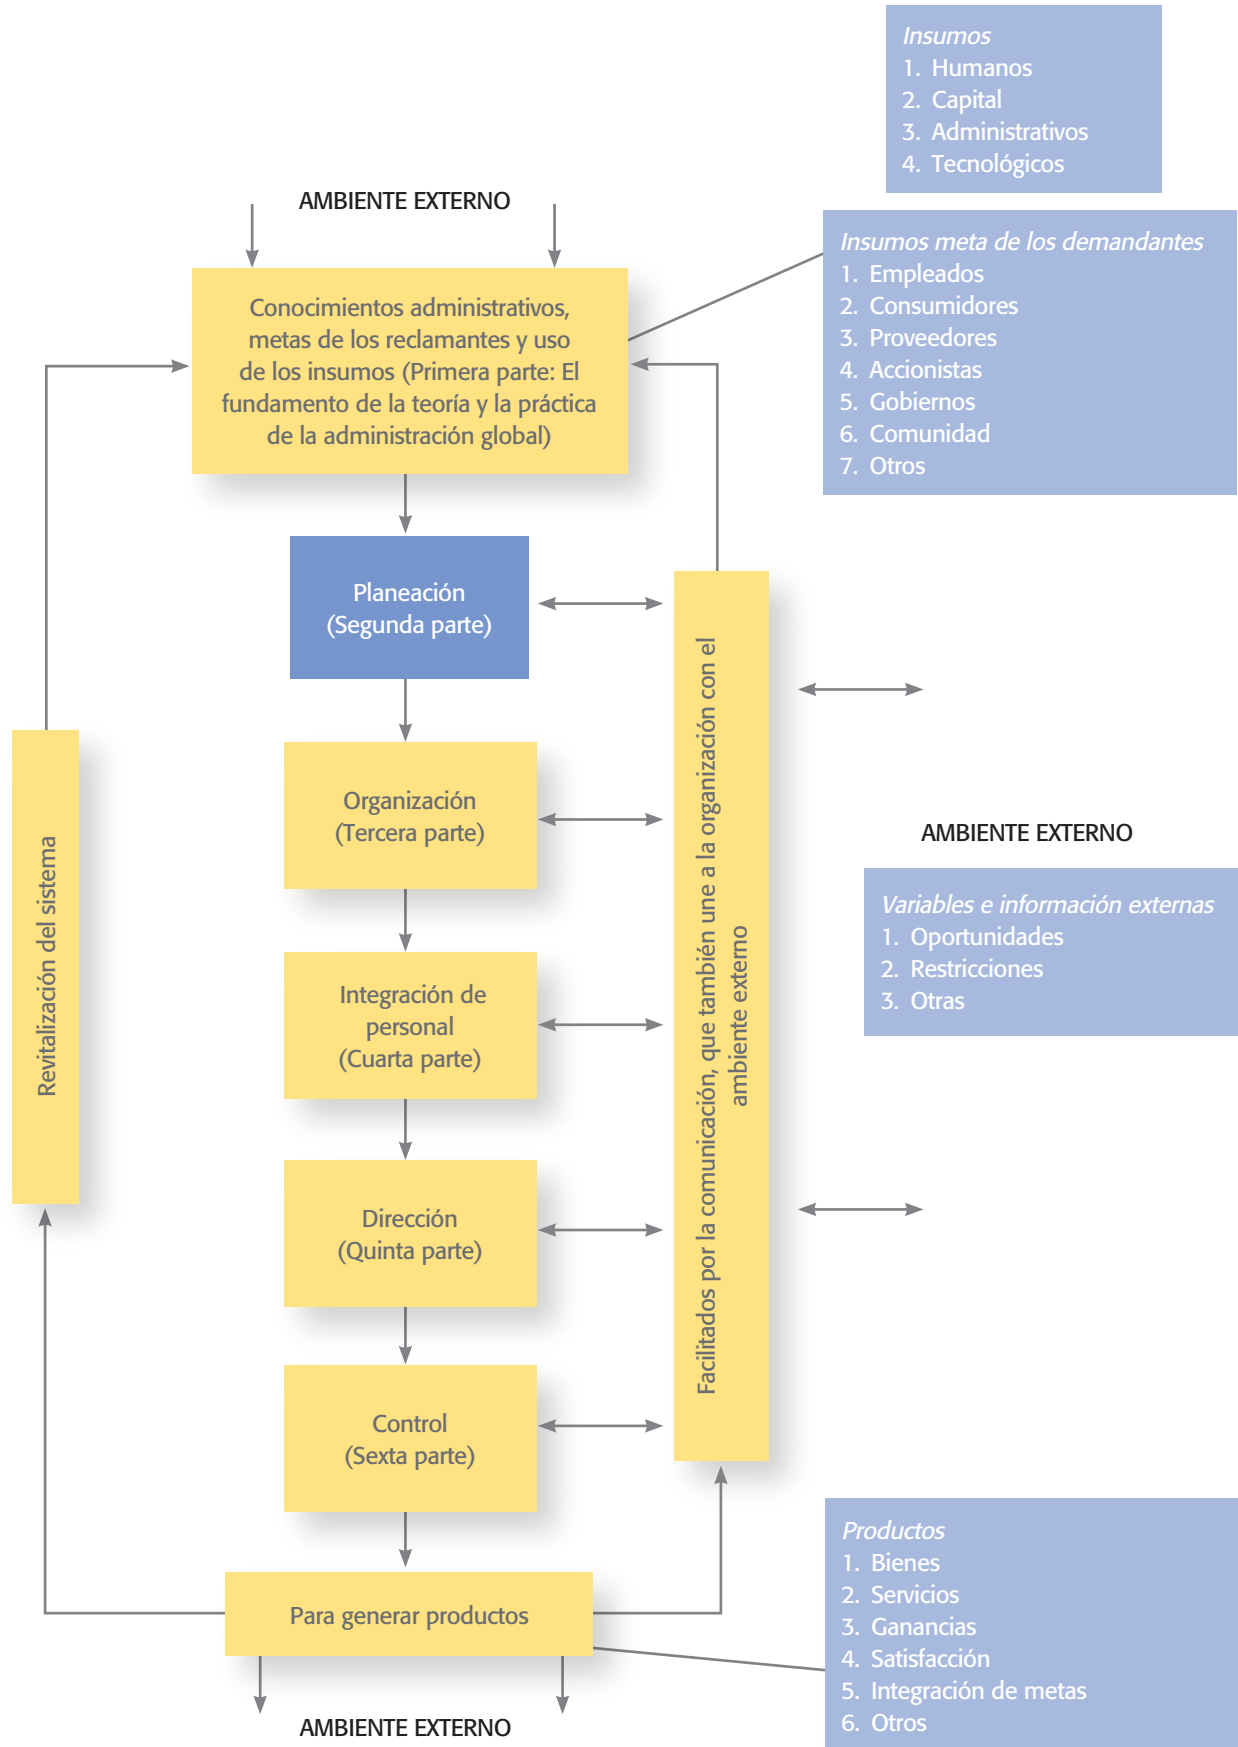 Insumos
1. Humanos
2. Capital
3. Administrativos
4. Tecnológicos
AMBIENTE EXTERNO
Insumos meta de los demandantes
1. Empleados
2. Consumidores
3. Proveedores
4. Accionistas
5. Gobiernos
6. Comunidad
7. Otros
Conocimientos administrativos,
metas de los reclamantes y uso
de los insumos (Primera parte: El
fundamento de la teoría y la práctica
de la administración global)
Planeación
(Segunda parte)
Organización
(Tercera parte)
Integración de
personal
(Cuarta parte)
Dirección
(Quinta parte)
Control
(Sexta parte)
Para generar productos
Revitalización del sistema
Facilitados por la comunicación, que también une a la organización con el
ambiente externo
AMBIENTE EXTERNO
Variables e información externas
1. Oportunidades
2. Restricciones
3. Otras
Productos
1. Bienes
2. Servicios
3. Ganancias
4. Satisfacción
5. Integración de metas
6. Otros
AMBIENTE EXTERNO